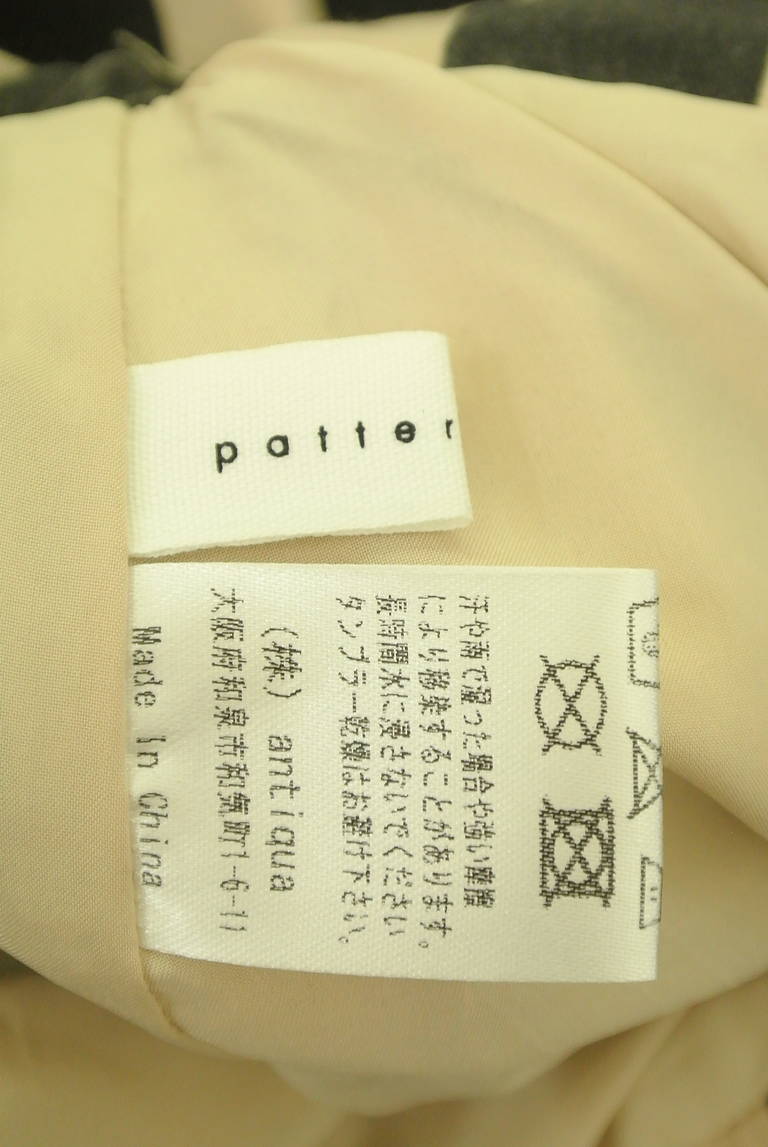 patter
汗や雨で湿った場合や強い摩擦
により移染することがあります。
長時間水に浸さないでください
タンブラー乾燥はお避け下さい。
(株) antiqua
大阪府和泉市和気町1-6-11
Made In China